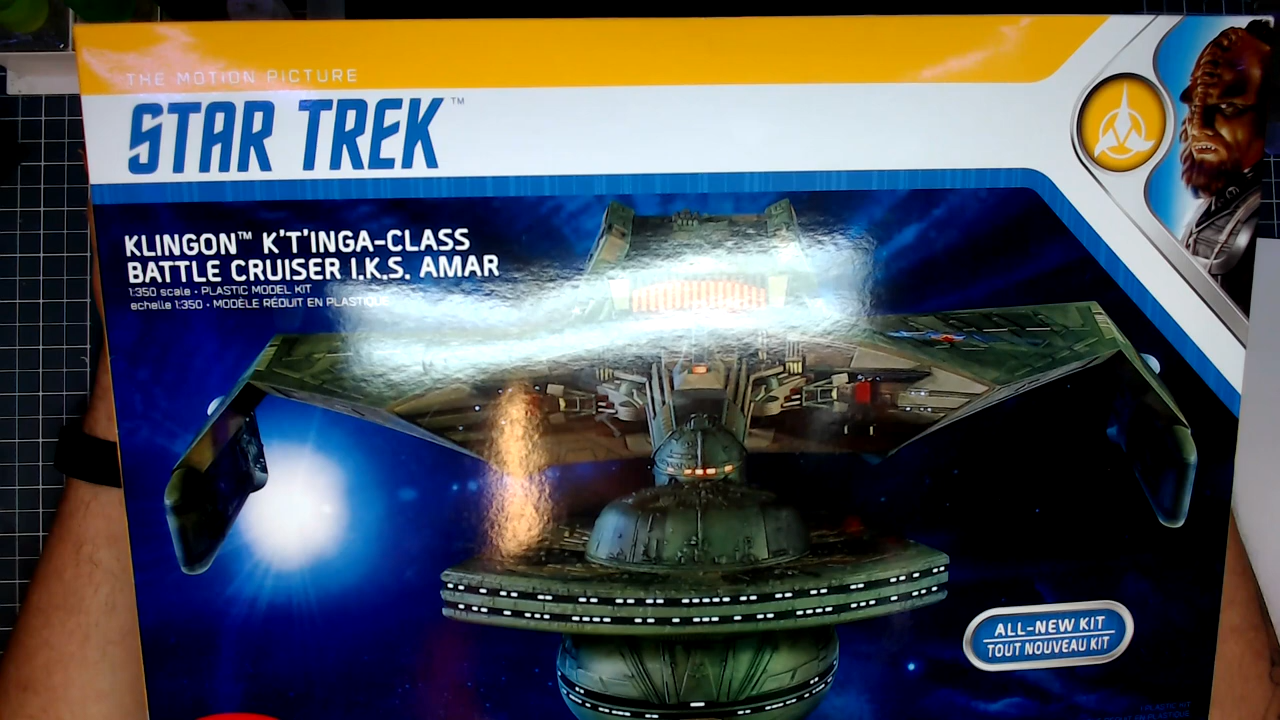 THE MOTION PICTURE
STAR TREK™
KLINGON™ K'T'INGA-CLASS
BATTLE CRUISER I.K.S. AMAR
1:350 scale • PLASTIC MODEL KIT
echelle 1:350 • MODÈLE RÉDUIT EN PLASTIQUE
ALL-NEW KIT
TOUT NOUVEAU KIT